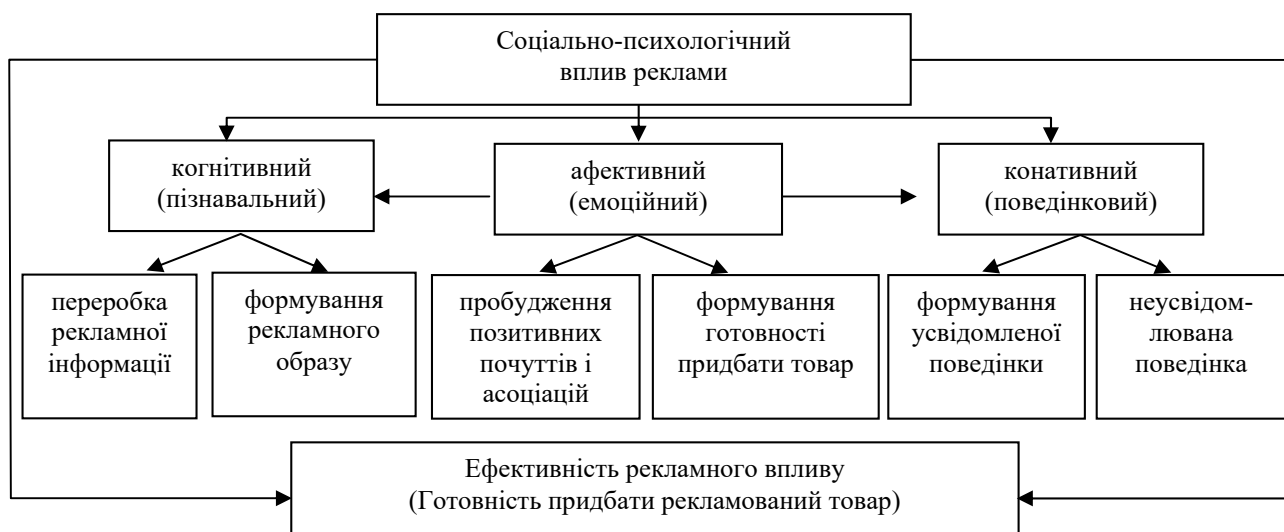 Соціально-психологічний
вплив реклами
когнітивний
(пізнавальний)
афективний
(емоційний)
конативний
(поведінковий)
переробка
рекламної
інформації
формування
рекламного
образу
пробудження
позитивних
почуттів і
асоціацій
формування
готовності
придбати товар
формування
усвідомленої
поведінки
неусвідом-
лювана
поведінка
Ефективність рекламного впливу
(Готовність придбати рекламований товар)